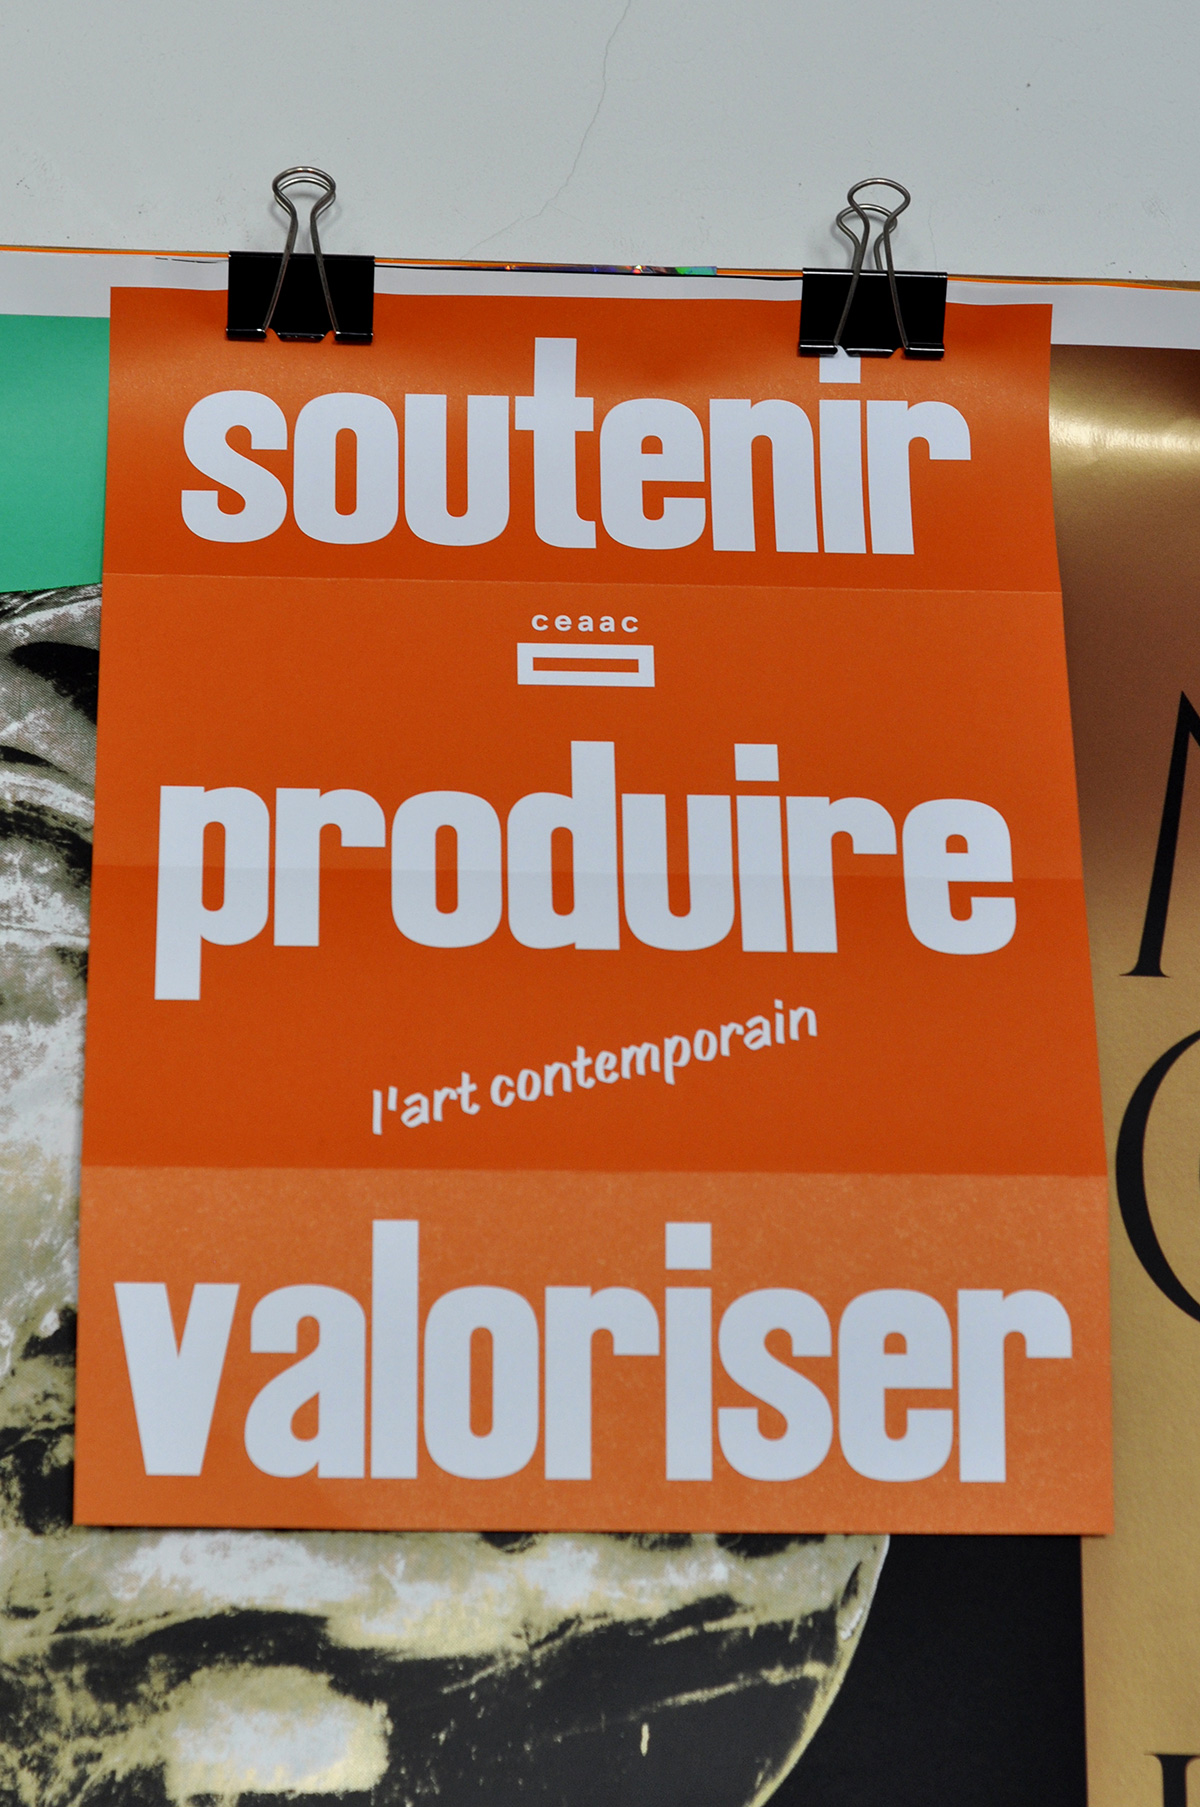 soutenir
ceaac
produire
l'art contemporain
valoriser